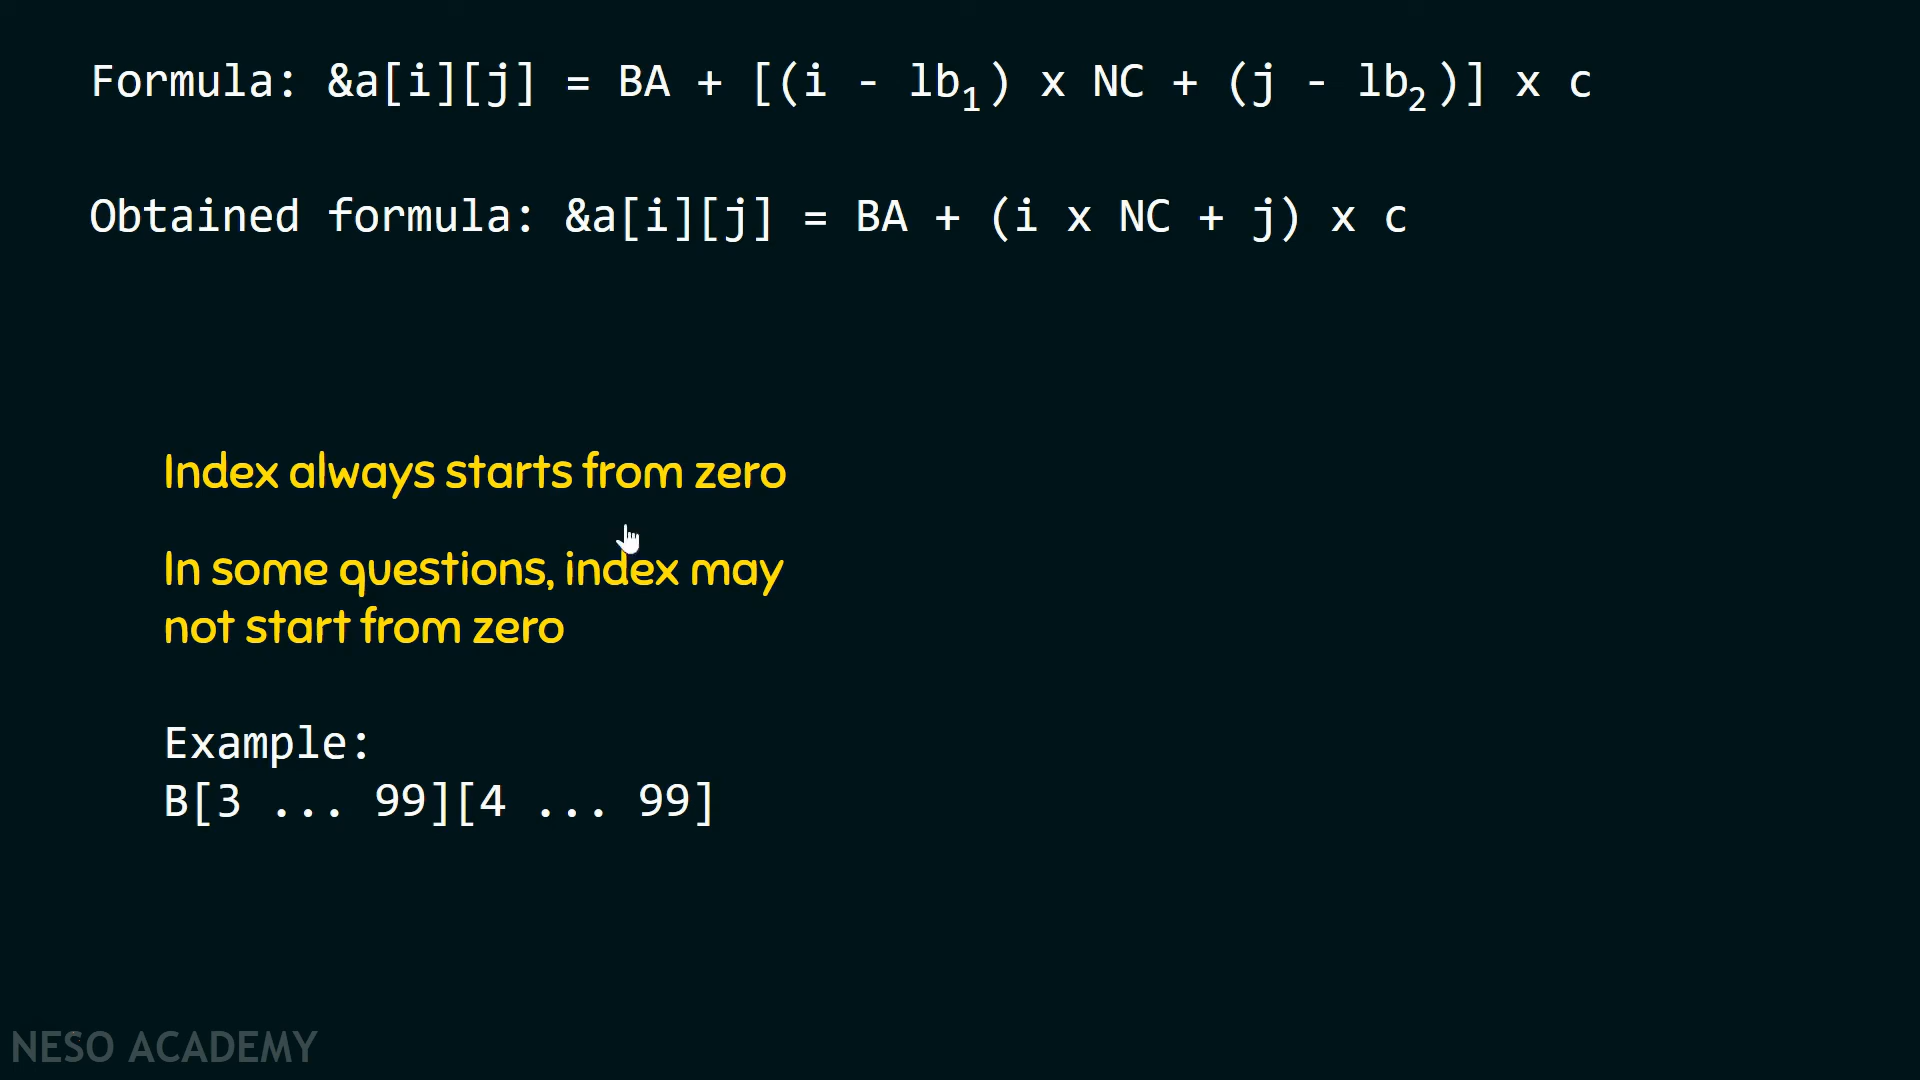 Formula: &a[i][j] = BA + [(i - lb₁) x NC + (j - lb₂)] x c
Obtained formula: &a[i][j] = BA + (i x NC + j) x c
Index always starts from zero
In some questions, index may
not start from zero
Example:
B[3 ... 99][4 ... 99]
NESO ACADEMY